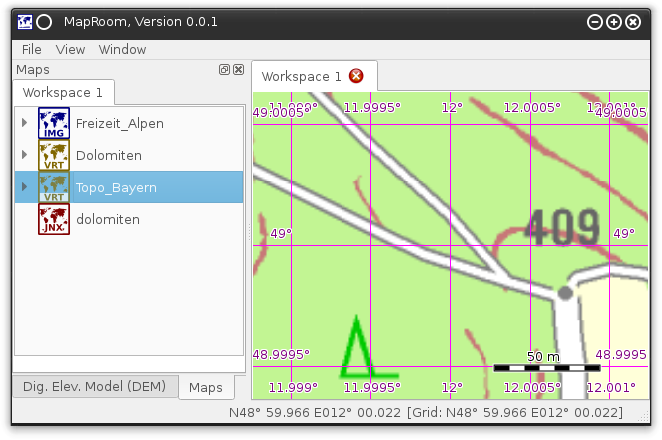 MapRoom, Version 0.0.1
File View Window
Maps
Workspace 1
IMG Freizeit_Alpen
VRT Dolomiten
VRT Topo_Bayern
.JNX dolomiten
Dig. Elev. Model (DEM) Maps
Workspace 1
11.999° 11.9995° 12° 12.0005° 12.001°
49.0005° 49.0005
409
49° 49°
50 m
48.9995° 48.9995
11.999° 11.9995° 12° 12.0005° 12.001°
N48° 59.966 E012° 00.022 [Grid: N48° 59.966 E012° 00.022]